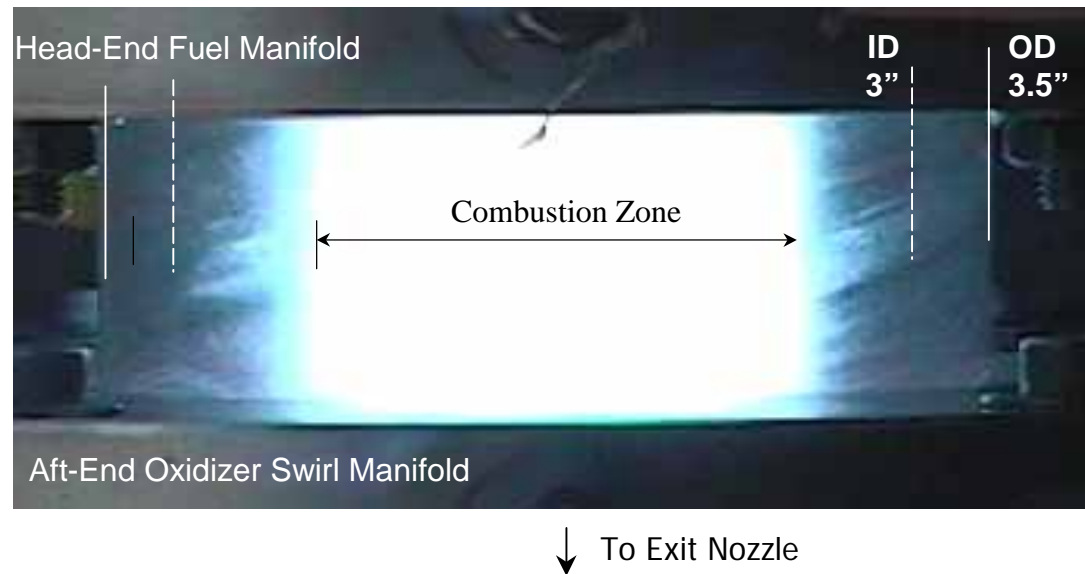 Head-End Fuel Manifold
ID
3”
OD
3.5”
Combustion Zone
Aft-End Oxidizer Swirl Manifold
To Exit Nozzle